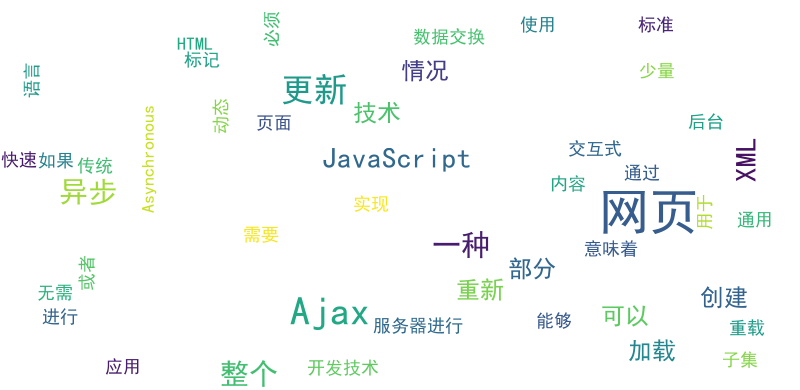 必须
使用
标准
数据交换
HTML
标记
语言
情况
少量
更新
技术
动态
页面
Asynchronous
后台
JavaScript
交互式
XML
快速
如果
传统
异步
内容
通过
网页
用于
通用
实现
需要
一种
意味着
或者
部分
无需
重新
创建
进行
Ajax
服务器进行
能够
可以
重载
加载
子集
应用
整个
开发技术